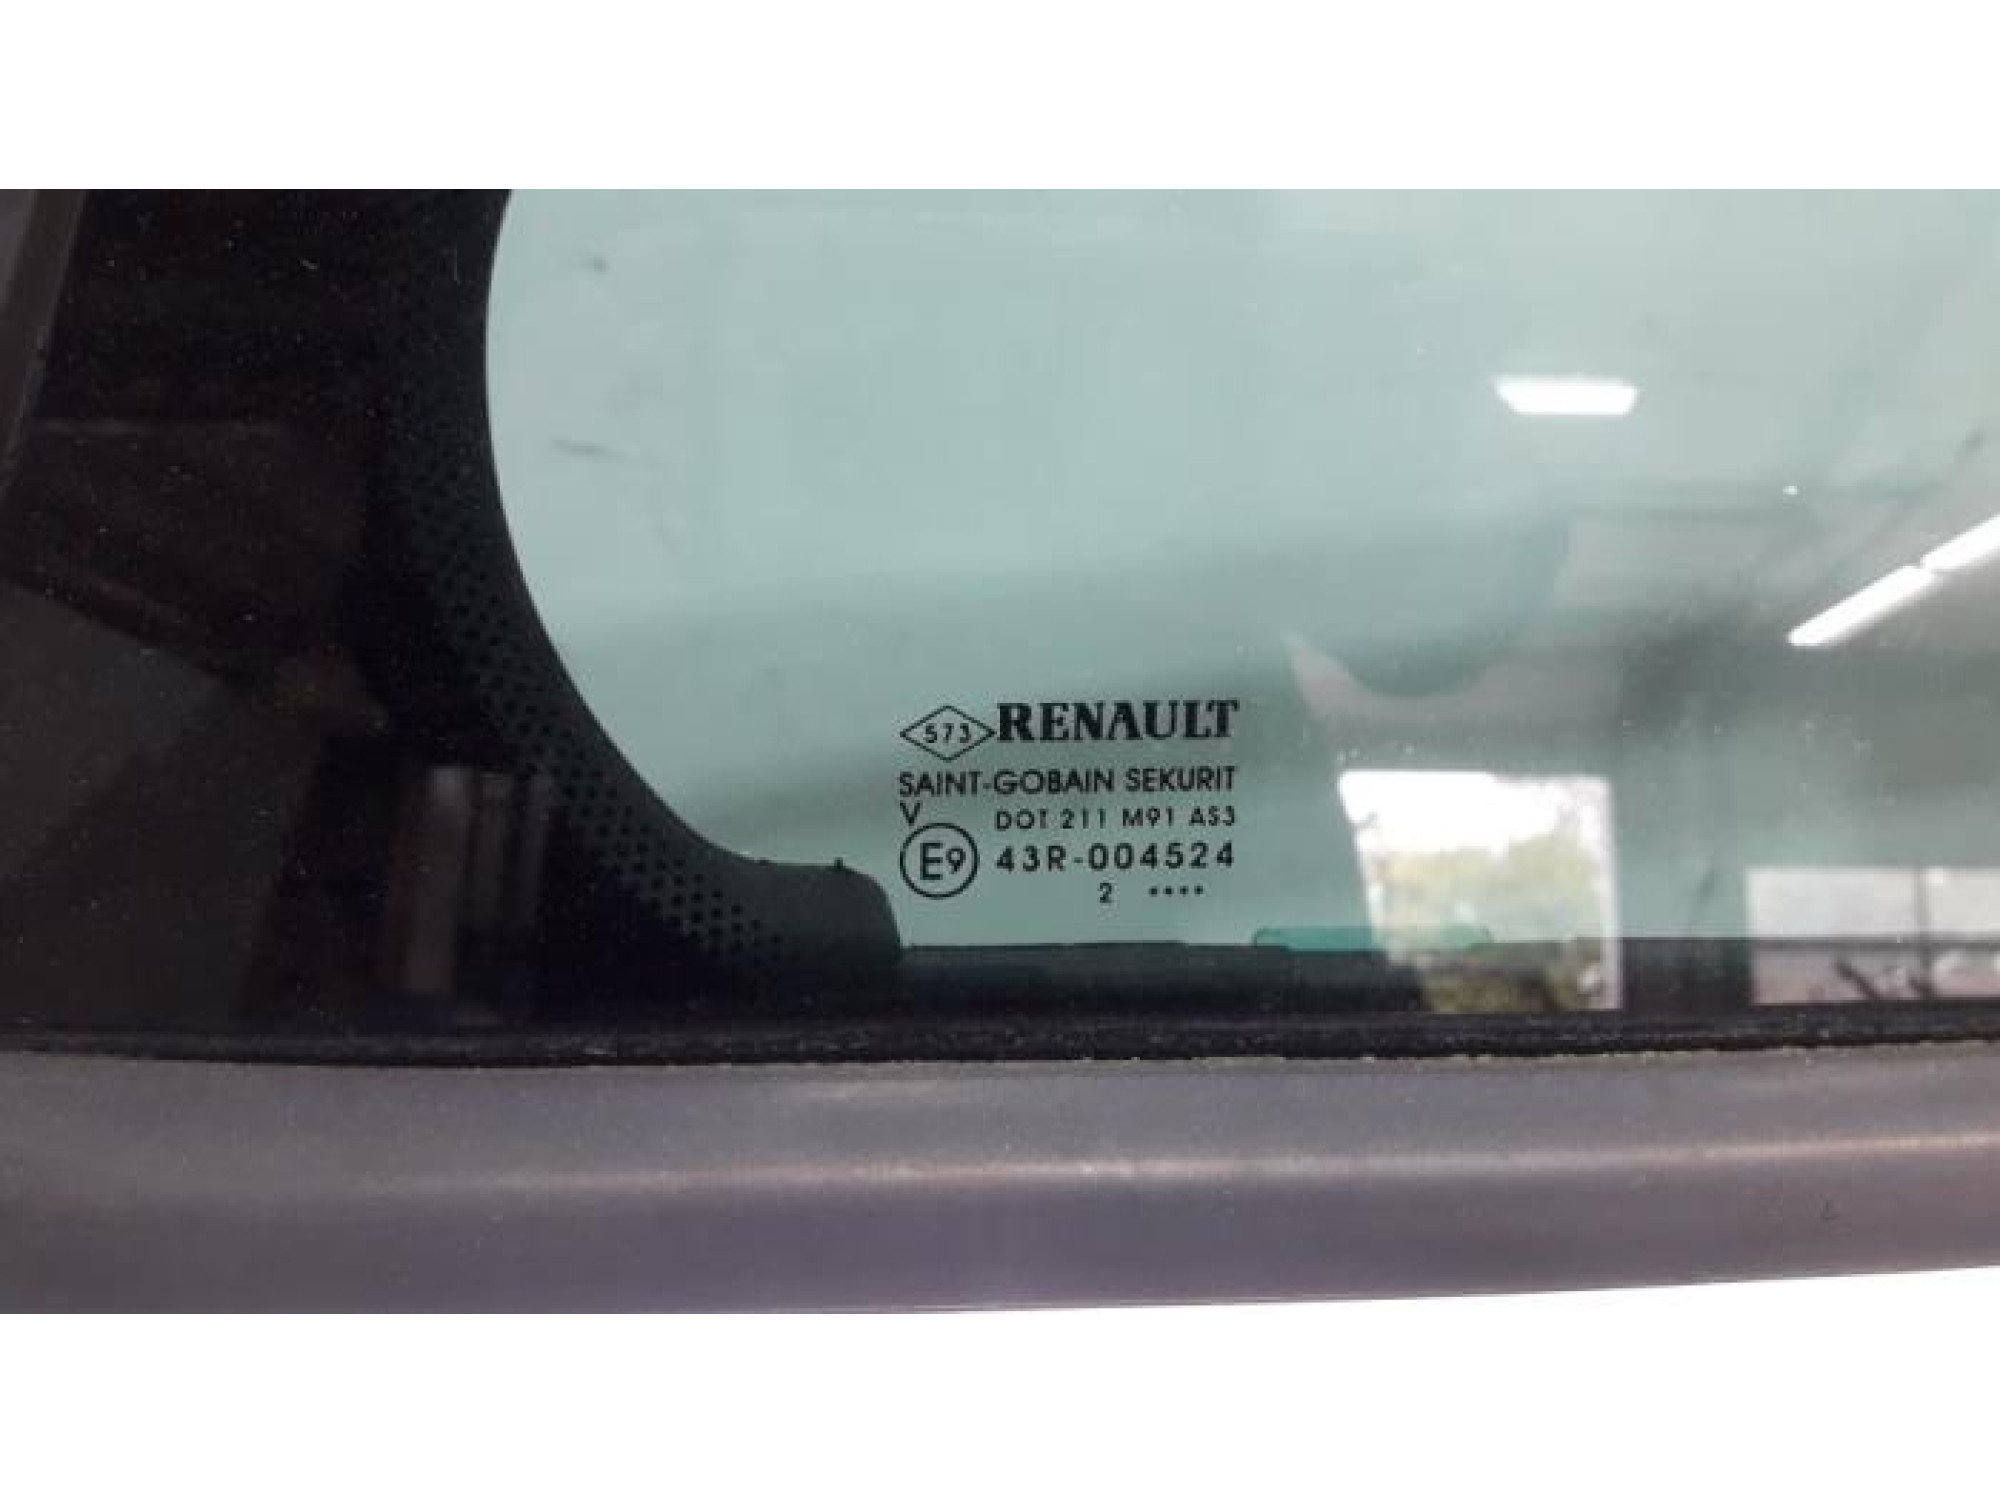 573 RENAULT
SAINT-GOBAIN SEKURIT
V DOT 211 M91 AS3
E9 43R-004524
2 ....